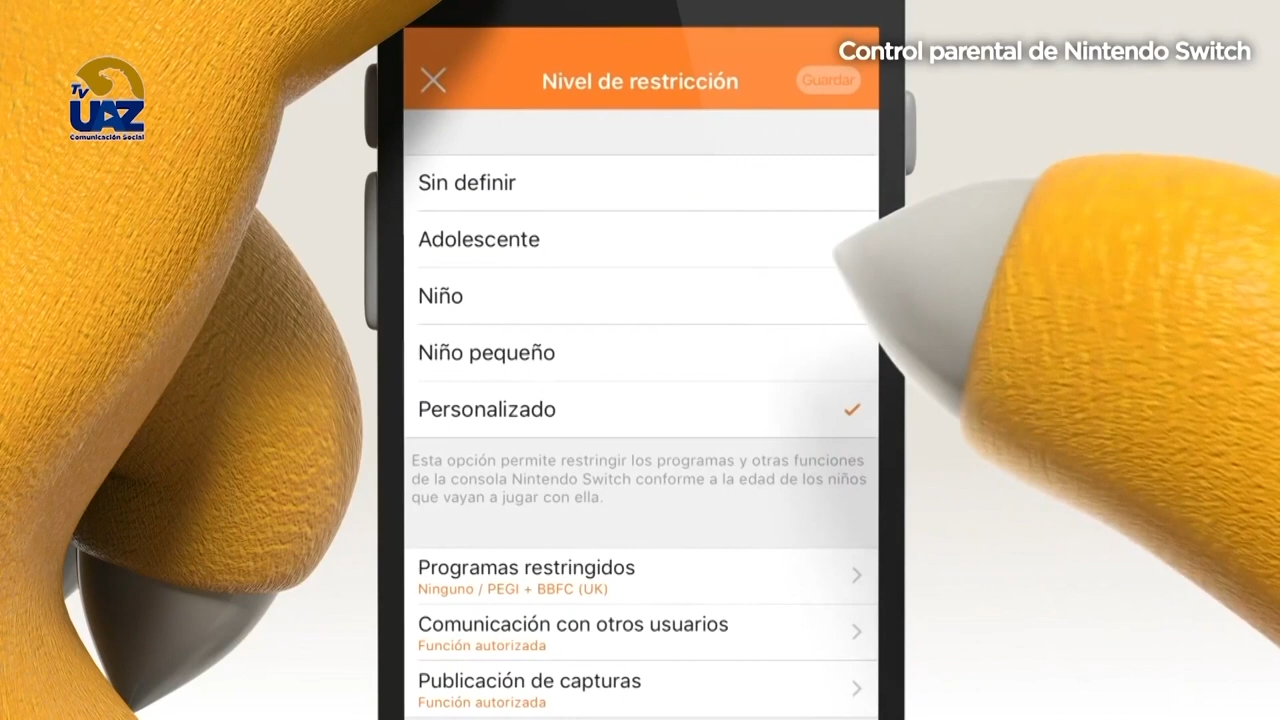 Control parental de Nintendo Switch
TV
UAZ
Comunicación Social
Nivel de restricción
Guardar
Sin definir
Adolescente
Niño
Niño pequeño
Personalizado
Esta opción permite restringir los programas y otras funciones
de la consola Nintendo Switch conforme a la edad de los niños
que vayan a jugar con ella.
Programas restringidos
Ninguno / PEGI + BBFC (UK)
Comunicación con otros usuarios
Función autorizada
Publicación de capturas
Función autorizada